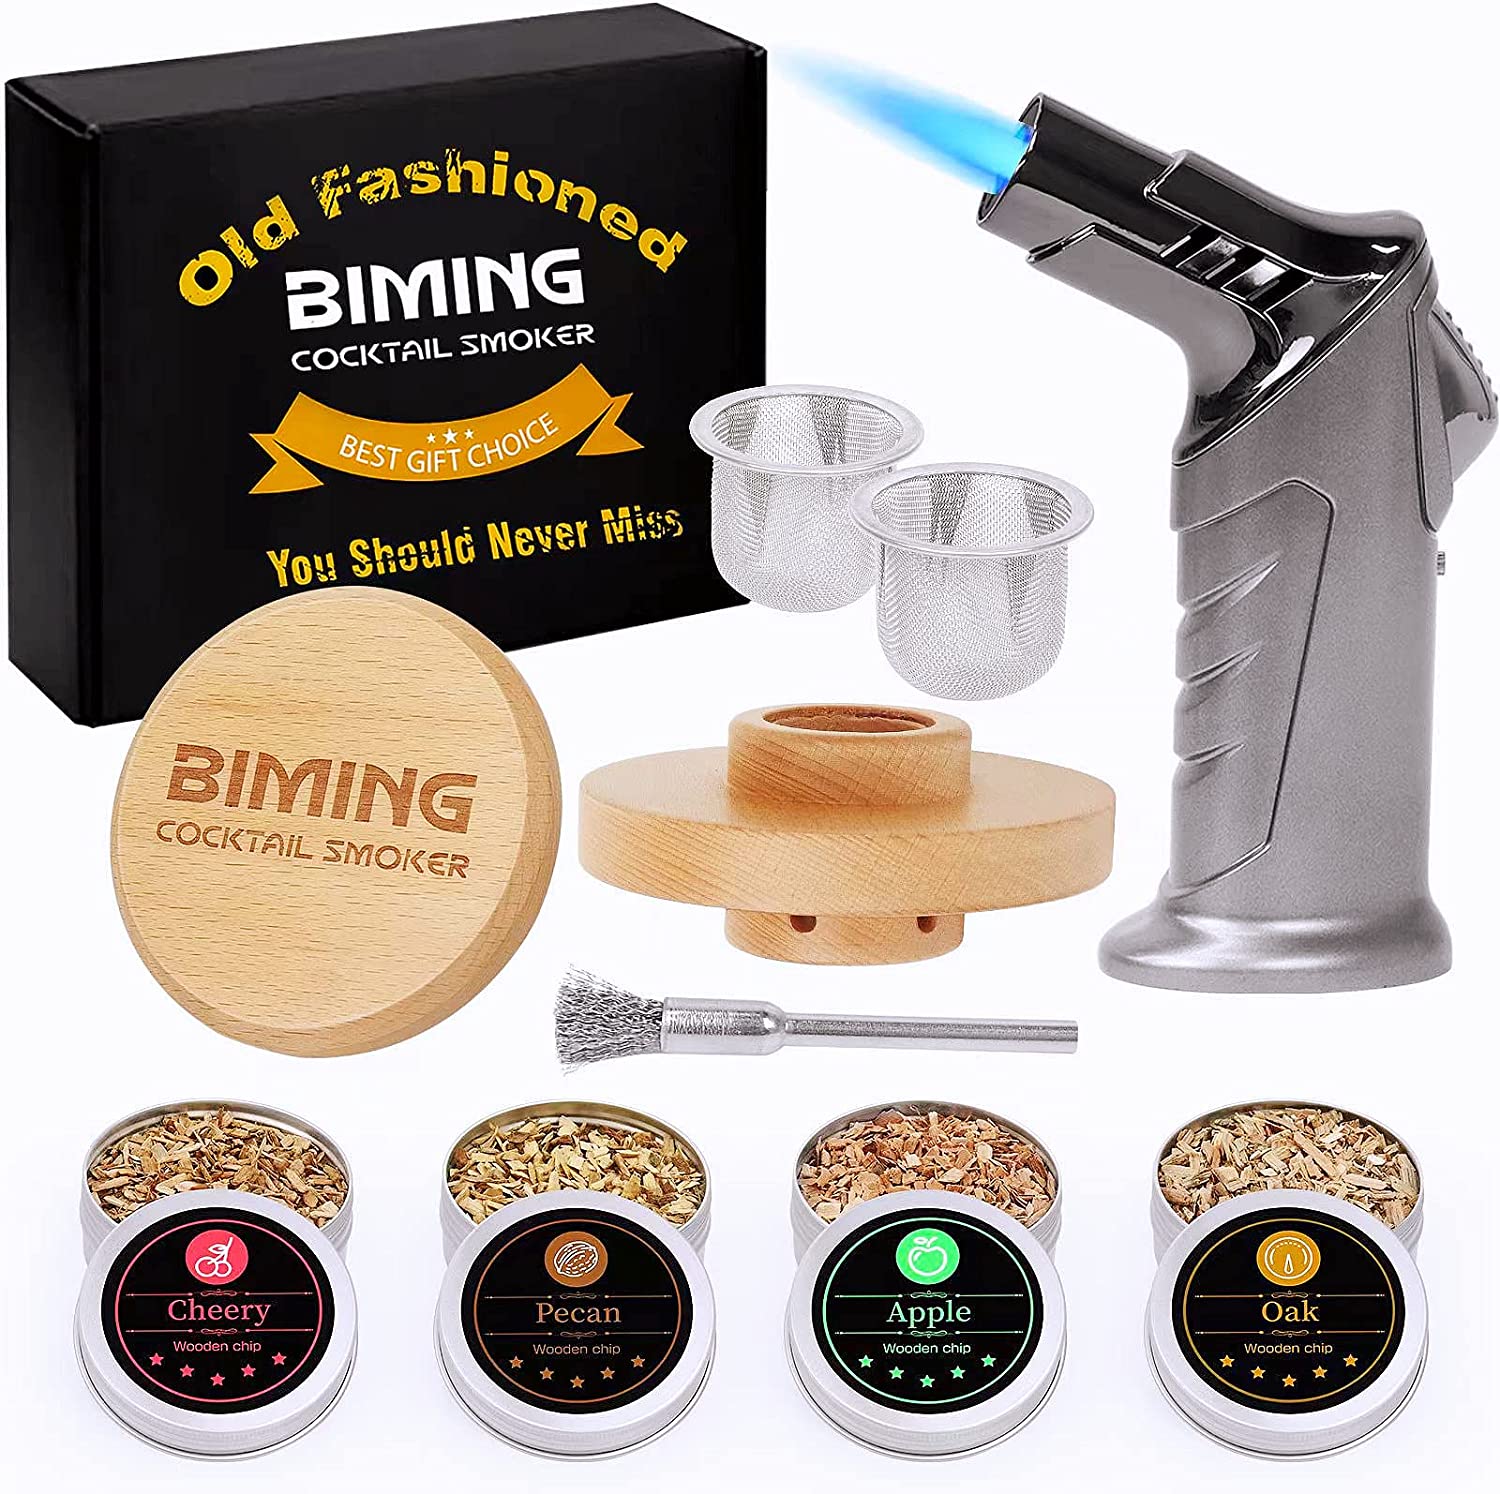 Old Fashioned
BIMING
COCKTAIL SMOKER
BEST GIFT CHOICE
You Should Never Miss
BIMING
COCKTAIL SMOKER
Cheery
Wooden chip
Pecan
Wooden chip
Apple
Wooden chip
Oak
Wooden chip